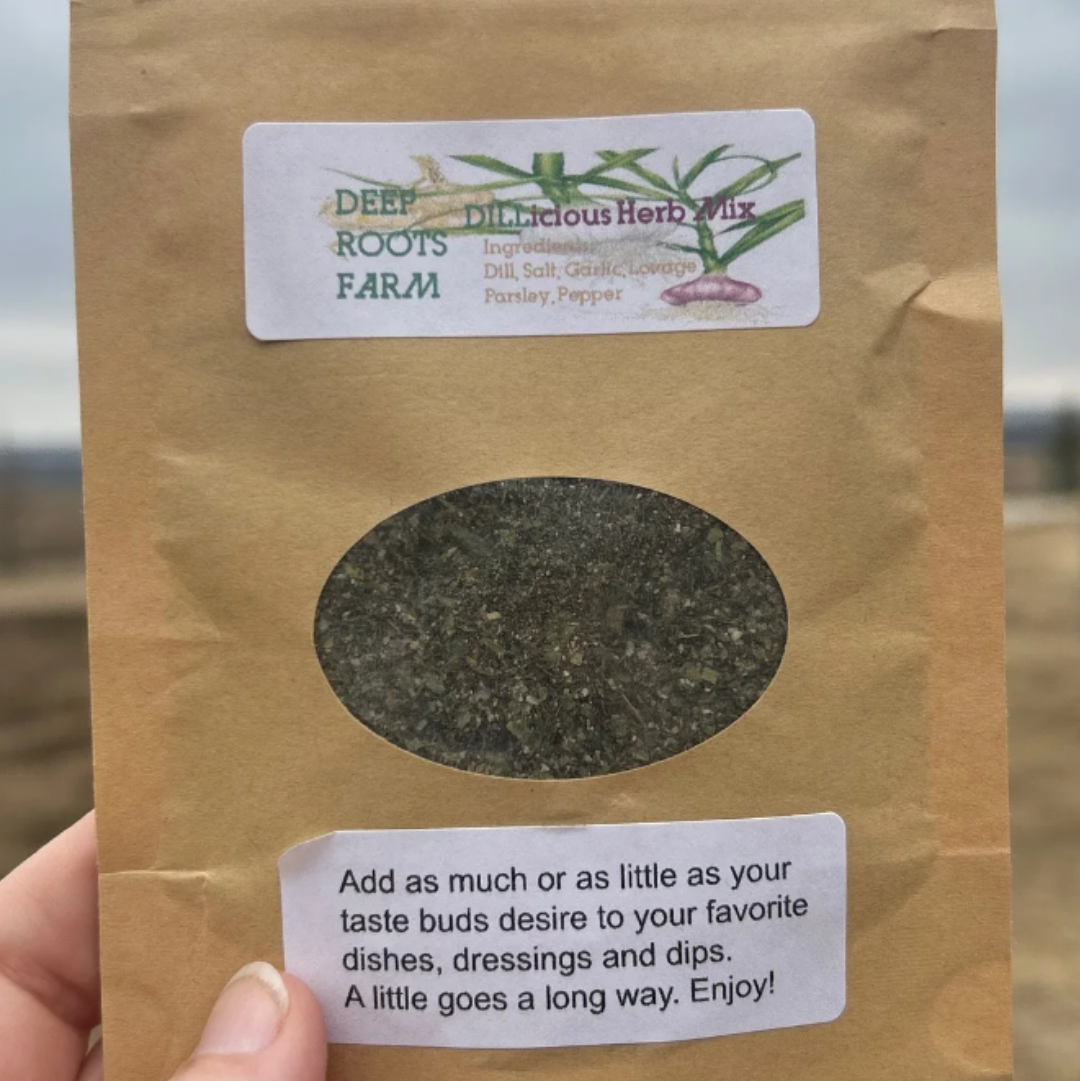 DEEP
ROOTS
FARM
DILLicious Herb Mix
Ingredients:
Dill, Salt, Garlic, Lovage
Parsley, Pepper
Add as much or as little as your
taste buds desire to your favorite
dishes, dressings and dips.
A little goes a long way. Enjoy!